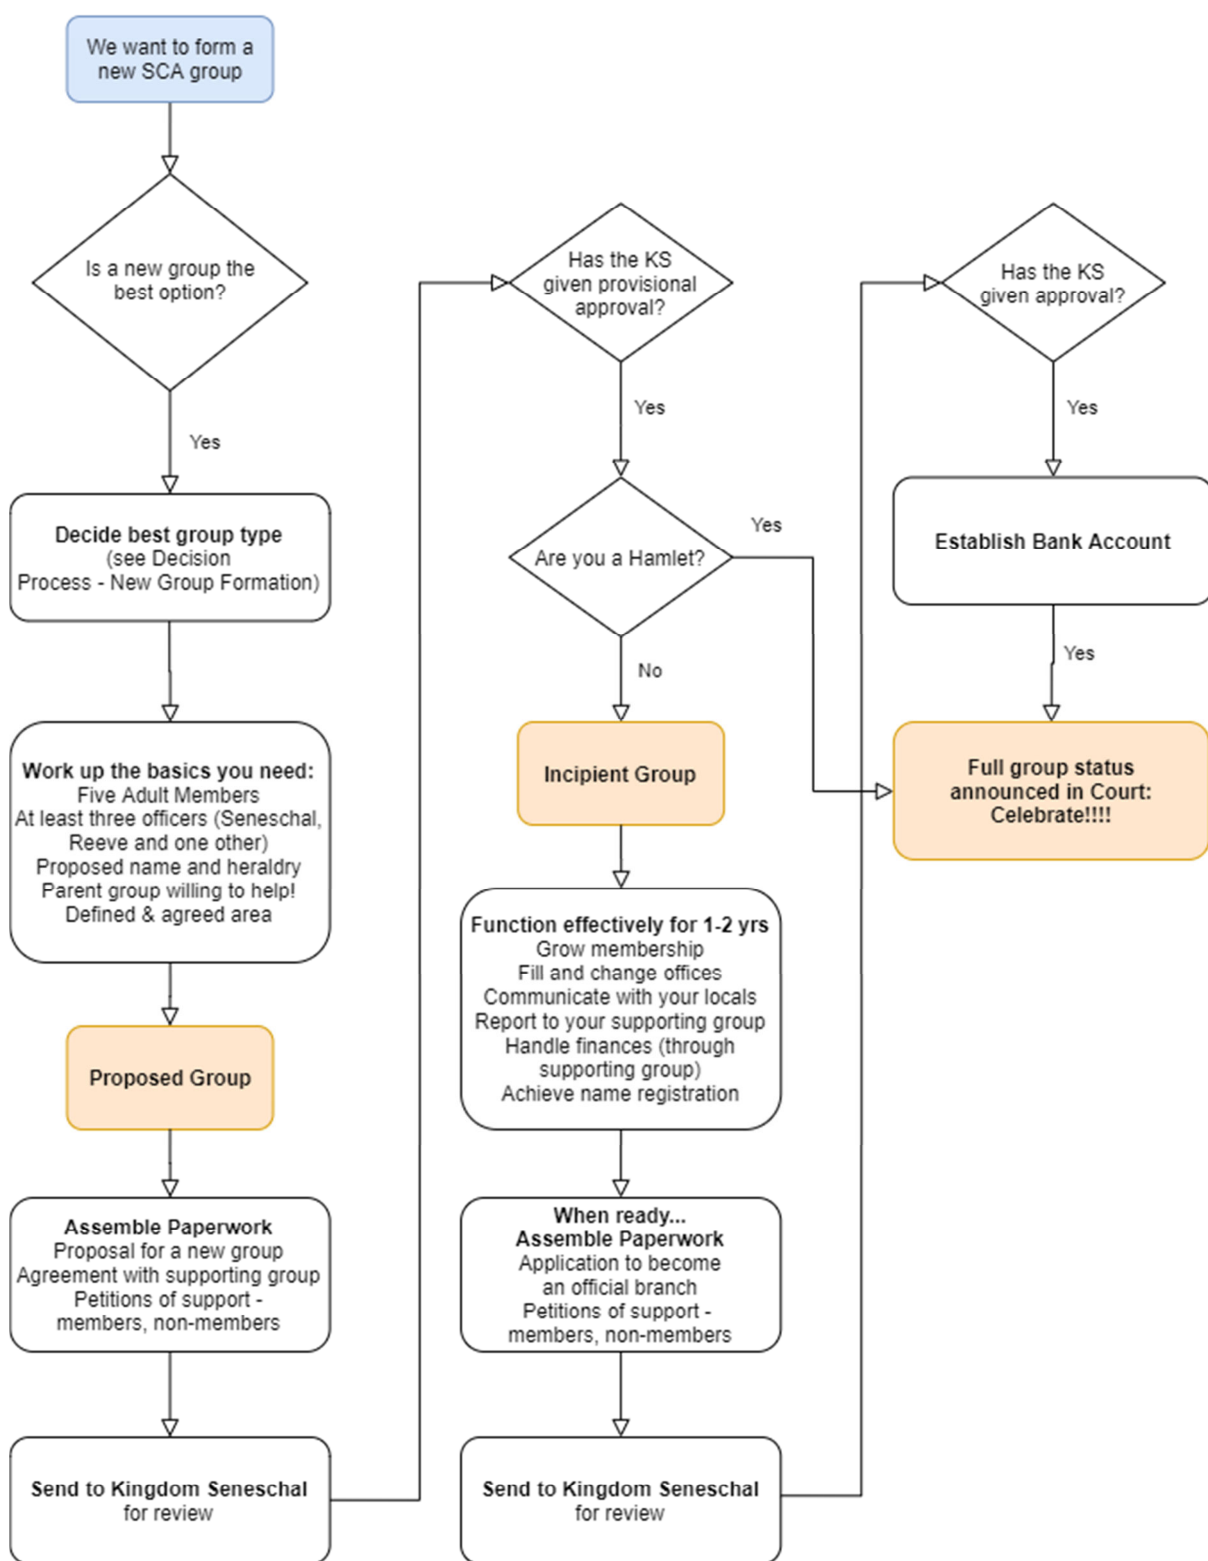 We want to form a
new SCA group
Is a new group the
best option?
Yes
Decide best group type
(see Decision
Process - New Group Formation)
Work up the basics you need:
Five Adult Members
At least three officers (Seneschal,
Reeve and one other)
Proposed name and heraldry
Parent group willing to help!
Defined & agreed area
Proposed Group
Assemble Paperwork
Proposal for a new group
Agreement with supporting group
Petitions of support -
members, non-members
Send to Kingdom Seneschal
for review
Has the KS
given provisional
approval?
Yes
Are you a Hamlet?
Yes
No
Incipient Group
Function effectively for 1-2 yrs
Grow membership
Fill and change offices
Communicate with your locals
Report to your supporting group
Handle finances (through
supporting group)
Achieve name registration
When ready...
Assemble Paperwork
Application to become
an official branch
Petitions of support -
members, non-members
Send to Kingdom Seneschal
for review
Has the KS
given approval?
Yes
Establish Bank Account
Yes
Full group status
announced in Court:
Celebrate!!!!